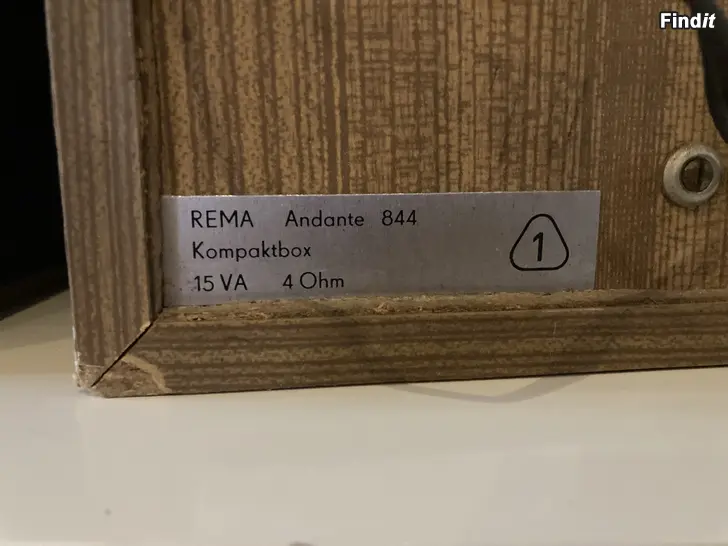 Findit
REMA Andante 844
Kompaktbox
15 VA 4 Ohm
1